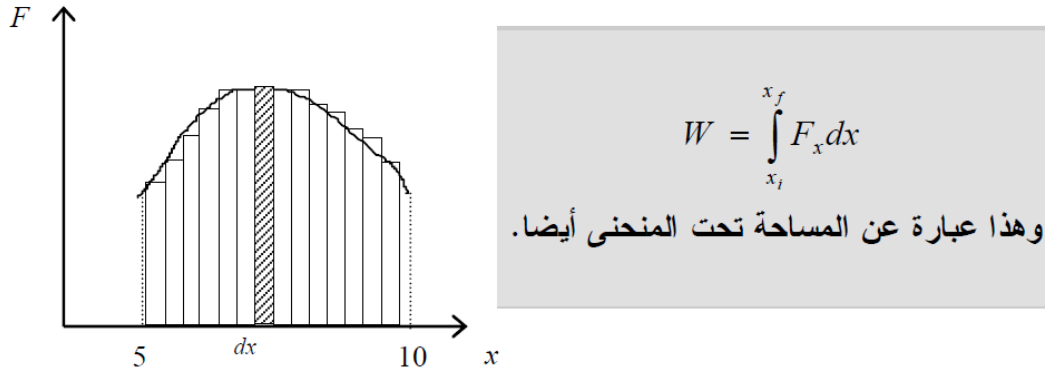 F
5
dx
10
x
W = ∫_{x_i}^{x_f} F_x dx
وهذا عبارة عن المساحة تحت المنحنى أيضا.